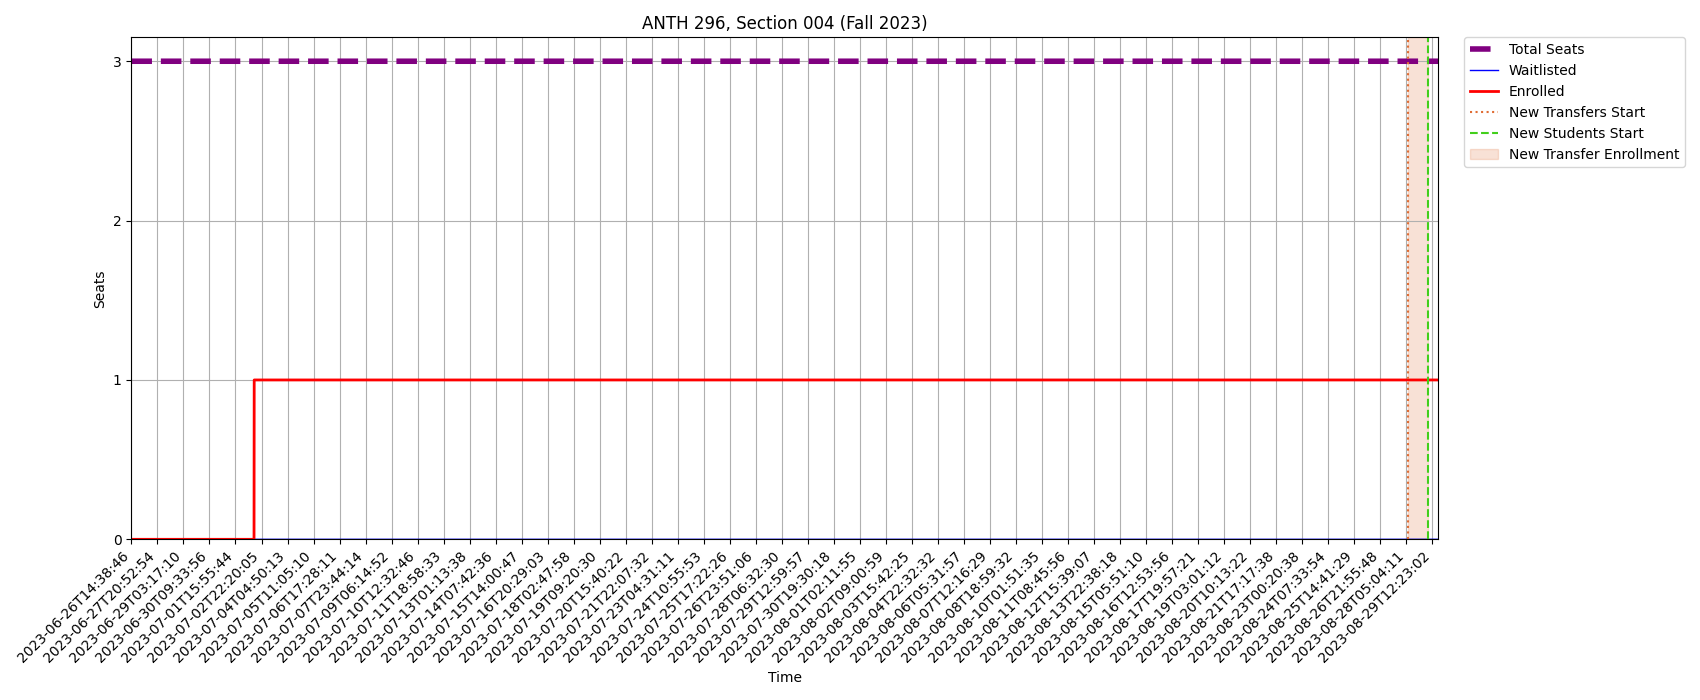 ANTH 296, Section 004 (Fall 2023)
Total Seats
Waitlisted
Enrolled
New Transfers Start
New Students Start
New Transfer Enrollment
Seats
3
2
1
0
2023-06-26T14:38:46
2023-06-27T20:52:54
2023-06-29T03:17:10
2023-06-30T09:33:56
2023-07-01T15:55:44
2023-07-02T22:20:05
2023-07-04T04:50:13
2023-07-05T11:05:10
2023-07-06T17:28:11
2023-07-07T23:44:14
2023-07-09T06:14:52
2023-07-10T12:32:46
2023-07-11T18:58:33
2023-07-13T01:13:38
2023-07-14T07:42:36
2023-07-15T14:00:47
2023-07-16T20:29:03
2023-07-18T02:47:58
2023-07-19T09:20:30
2023-07-20T15:40:22
2023-07-21T22:07:32
2023-07-23T04:31:11
2023-07-24T10:55:53
2023-07-25T17:22:26
2023-07-26T23:51:06
2023-07-28T06:32:30
2023-07-29T12:59:57
2023-07-30T19:30:18
2023-08-01T02:11:55
2023-08-02T09:00:59
2023-08-03T15:42:25
2023-08-04T22:32:32
2023-08-06T05:31:57
2023-08-07T12:16:29
2023-08-08T18:59:32
2023-08-10T01:51:35
2023-08-11T08:45:56
2023-08-12T15:39:07
2023-08-13T22:38:18
2023-08-15T05:51:10
2023-08-16T12:53:56
2023-08-17T19:57:21
2023-08-19T03:01:12
2023-08-20T10:13:22
2023-08-21T17:17:38
2023-08-23T00:20:38
2023-08-24T07:33:54
2023-08-25T14:41:29
2023-08-26T21:55:48
2023-08-28T05:04:11
2023-08-29T12:23:02
Time